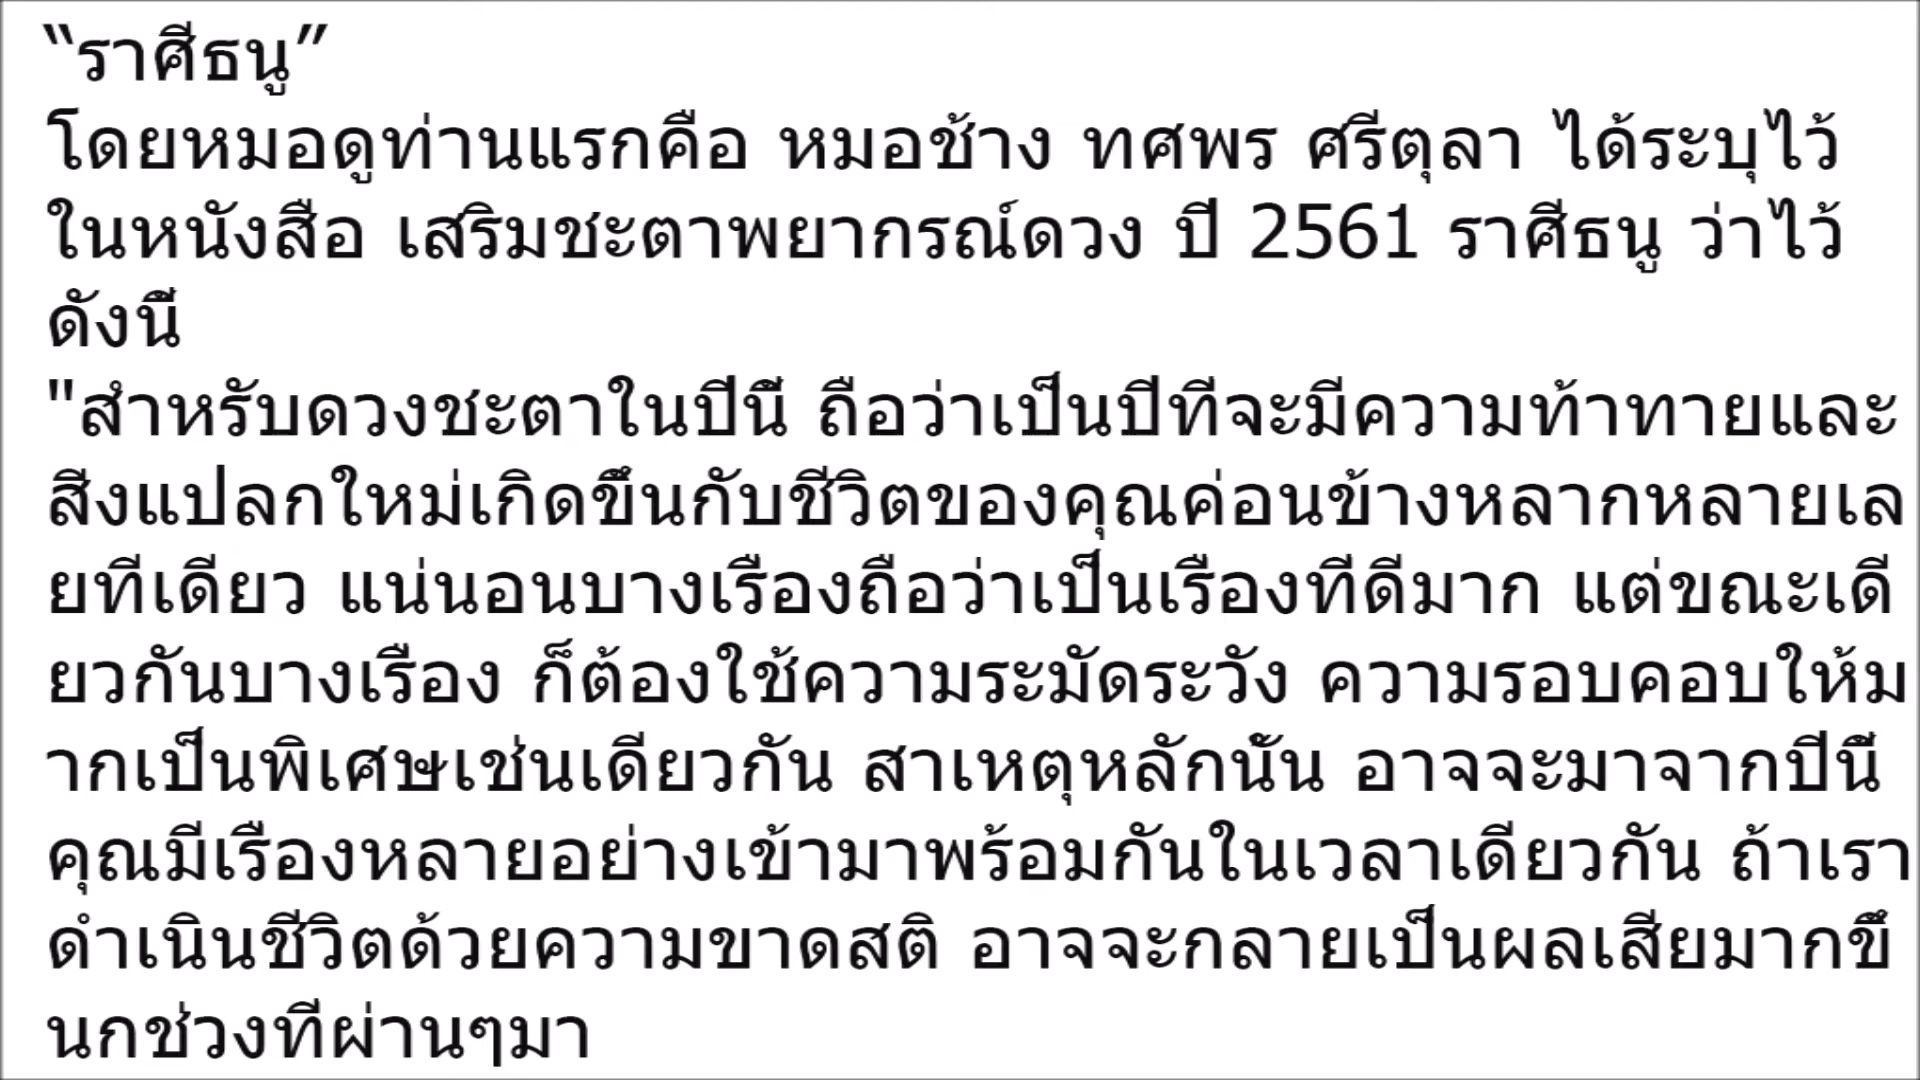 “ราศีธนู”
โดยหมอดูท่านแรกคือ หมอช้าง ทศพร ศรีตุลา ได้ระบุไว้
ในหนังสือ เสริมชะตาพยากรณ์ดวง ปี 2561 ราศีธนู ว่าไว้
ดังนี้
"สำหรับดวงชะตาในปีนี้ ถือว่าเป็นปีที่จะมีความท้าทายและ
สิ่งแปลกใหม่เกิดขึ้นกับชีวิตของคุณค่อนข้างหลากหลายเล
ยทีเดียว แน่นอนบางเรื่องถือว่าเป็นเรื่องที่ดีมาก แต่ขณะเดี
ยวกันบางเรื่อง ก็ต้องใช้ความระมัดระวัง ความรอบคอบให้ม
ากเป็นพิเศษเช่นเดียวกัน สาเหตุหลักนั้น อาจจะมาจากปีนี้
คุณมีเรื่องหลายอย่างเข้ามาพร้อมกันในเวลาเดียวกัน ถ้าเรา
ดำเนินชีวิตด้วยความขาดสติ อาจจะกลายเป็นผลเสียมากขึ้
นกช่วงที่ผ่านๆมา